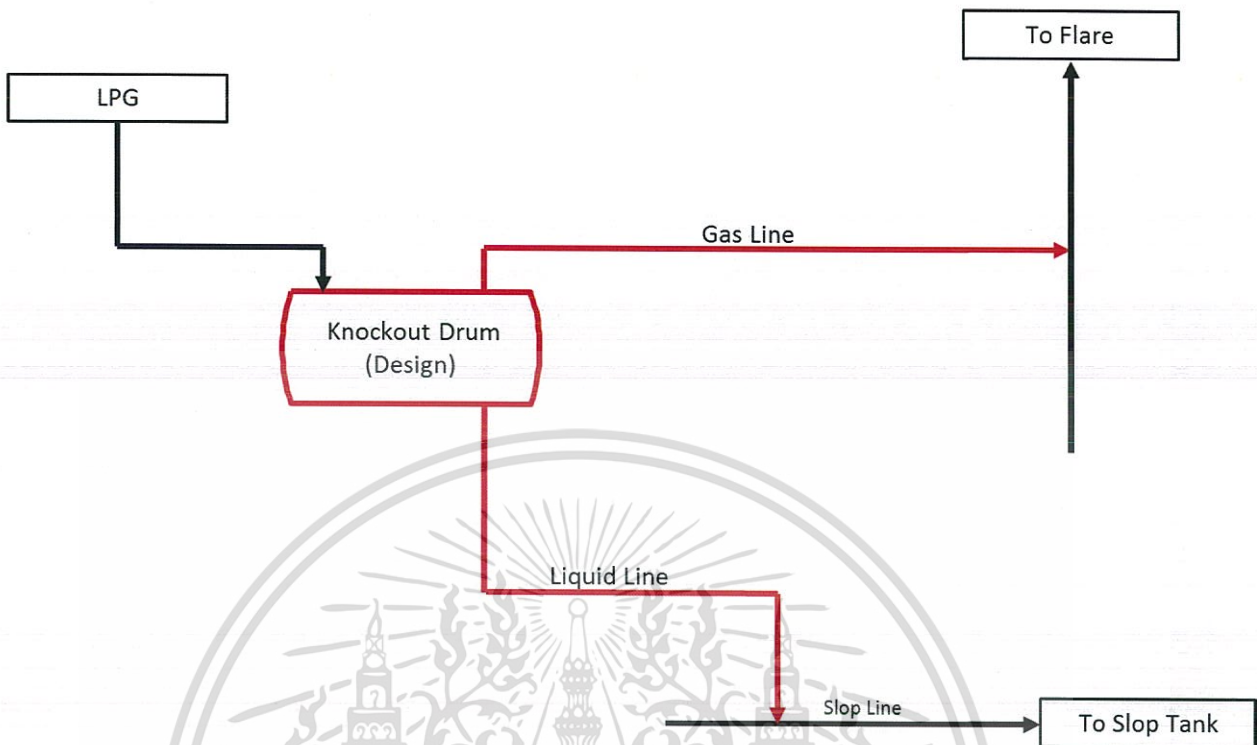 To Flare
LPG
Gas Line
Knockout Drum
(Design)
Liquid Line
Slop Line
To Slop Tank